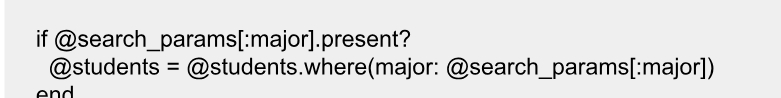 if @search_params[:major].present?
@students = @students.where(major: @search_params[:major])
end